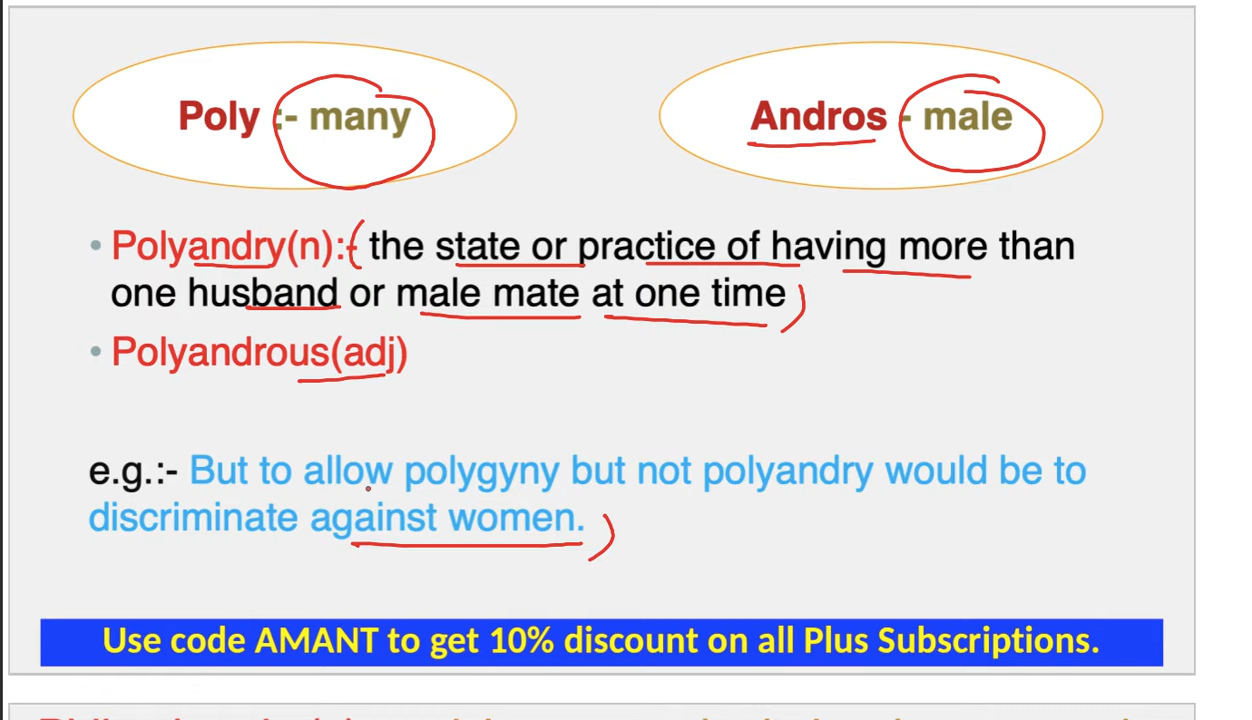 Poly :- many
Andros - male
• Polyandry(n):- the state or practice of having more than
one husband or male mate at one time
• Polyandrous(adj)
e.g.:- But to allow polygyny but not polyandry would be to
discriminate against women.
Use code AMANT to get 10% discount on all Plus Subscriptions.